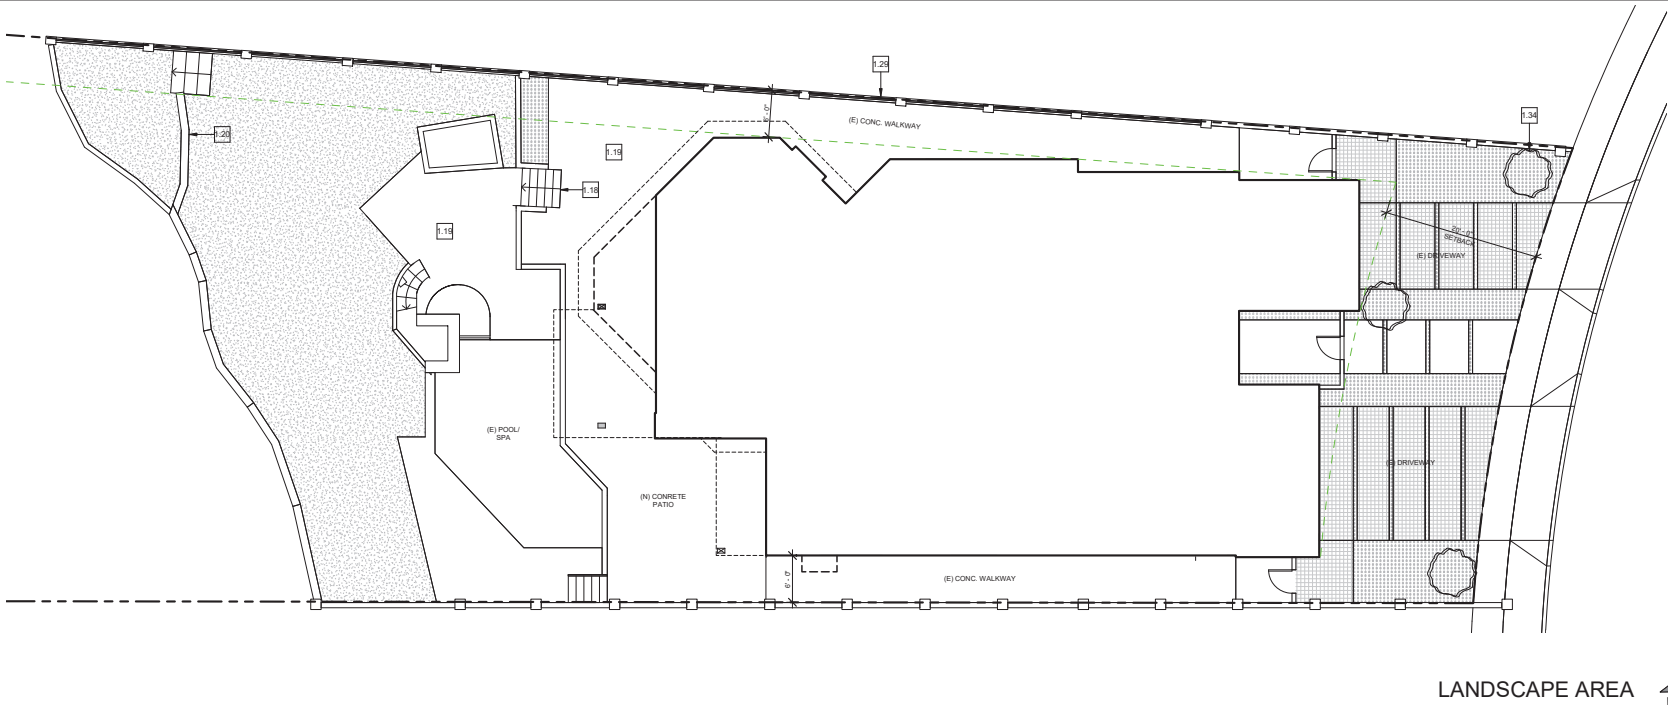 1.29
1.34
6'- 0"
(E) CONC. WALKWAY
1.20
1.19
1.18
1.19
20' - 0"
SETBACK
(E) DRIVEWAY
(E) POOL/
SPA
(E) DRIVEWAY
(N) CONRETE
PATIO
6' - 0"
(E) CONC. WALKWAY
LANDSCAPE AREA